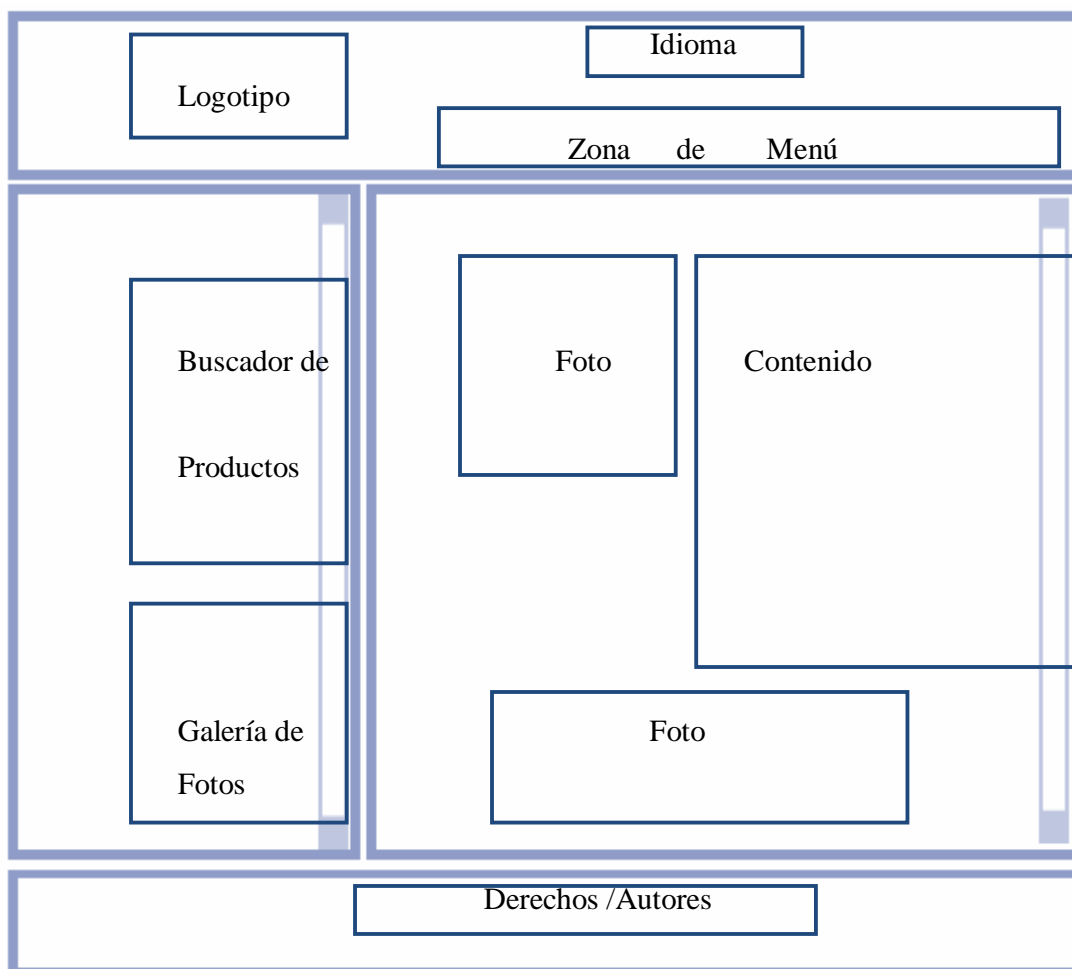 Idioma
Logotipo
Zona de Menú
Buscador de
Productos
Foto
Contenido
Galería de
Fotos
Foto
Derechos /Autores